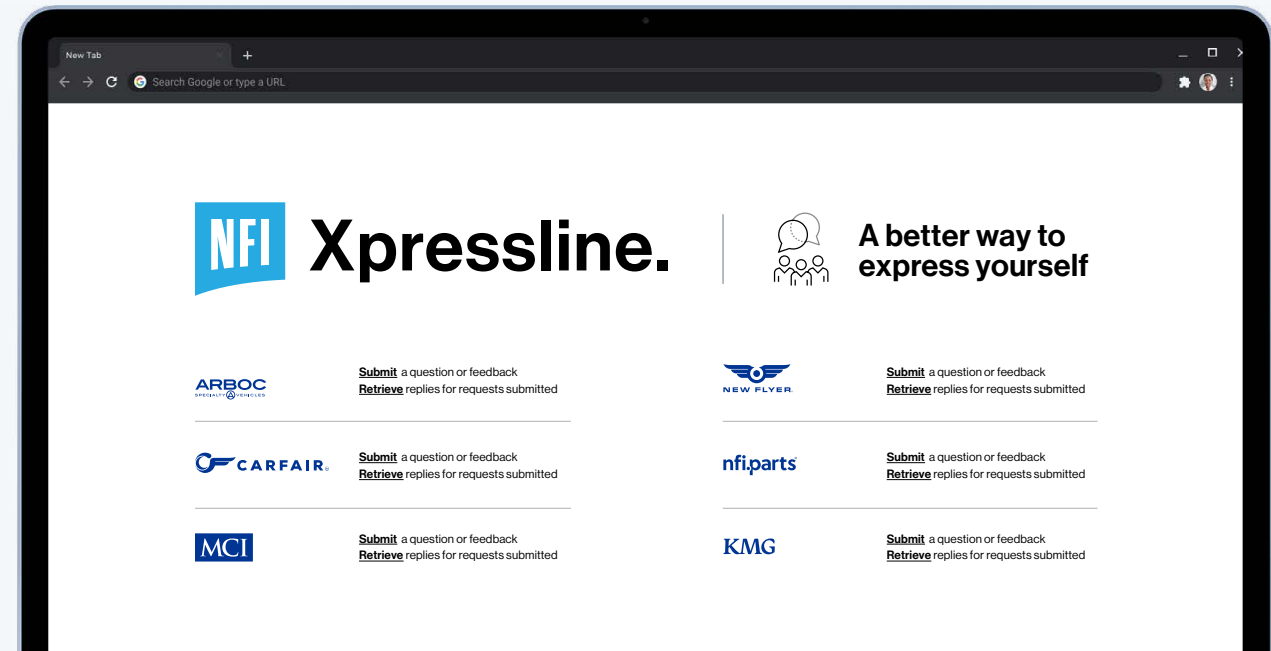 New Tab
Search Google or type a URL
NFI
Xpressline.
A better way to
express yourself
ARBOC
SPECIALTY VEHICLES
Submit a question or feedback
Retrieve replies for requests submitted
NEW FLYER
Submit a question or feedback
Retrieve replies for requests submitted
CARFAIR
Submit a question or feedback
Retrieve replies for requests submitted
nfi.parts
Submit a question or feedback
Retrieve replies for requests submitted
MCI
Submit a question or feedback
Retrieve replies for requests submitted
KMG
Submit a question or feedback
Retrieve replies for requests submitted